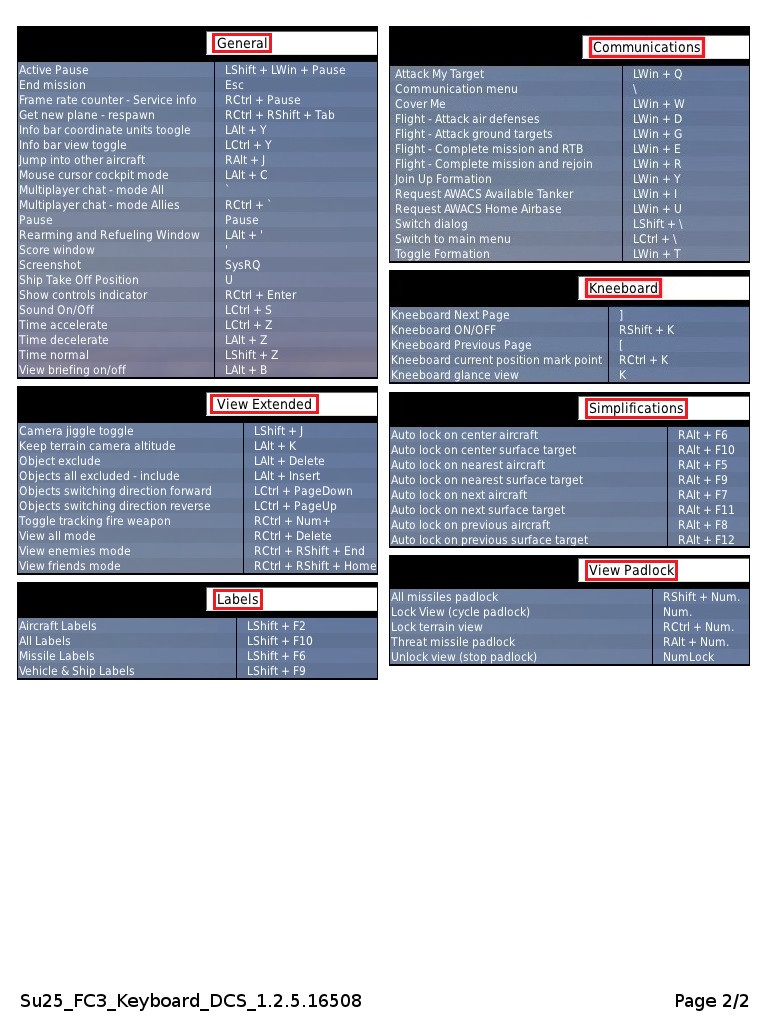 General
Active Pause LShift + LWin + Pause
End mission Esc
Frame rate counter - Service info RCtrl + Pause
Get new plane - respawn RCtrl + RShift + Tab
Info bar coordinate units toogle LAlt + Y
Info bar view toggle LCtrl + Y
Jump into other aircraft RAlt + J
Mouse cursor cockpit mode LAlt + C
Multiplayer chat - mode All `
Multiplayer chat - mode Allies RCtrl + `
Pause Pause
Rearming and Refueling Window LAlt + '
Score window '
Screenshot SysRQ
Ship Take Off Position U
Show controls indicator RCtrl + Enter
Sound On/Off LCtrl + S
Time accelerate LCtrl + Z
Time decelerate LAlt + Z
Time normal LShift + Z
View briefing on/off LAlt + B
View Extended
Camera jiggle toggle LShift + J
Keep terrain camera altitude LAlt + K
Object exclude LAlt + Delete
Objects all excluded - include LAlt + Insert
Objects switching direction forward LCtrl + PageDown
Objects switching direction reverse LCtrl + PageUp
Toggle tracking fire weapon RCtrl + Num+
View all mode RCtrl + Delete
View enemies mode RCtrl + RShift + End
View friends mode RCtrl + RShift + Home
Labels
Aircraft Labels LShift + F2
All Labels LShift + F10
Missile Labels LShift + F6
Vehicle & Ship Labels LShift + F9
Communications
Attack My Target LWin + Q
Communication menu \
Cover Me LWin + W
Flight - Attack air defenses LWin + D
Flight - Attack ground targets LWin + G
Flight - Complete mission and RTB LWin + E
Flight - Complete mission and rejoin LWin + R
Join Up Formation LWin + Y
Request AWACS Available Tanker LWin + I
Request AWACS Home Airbase LWin + U
Switch dialog LShift + \
Switch to main menu LCtrl + \
Toggle Formation LWin + T
Kneeboard
Kneeboard Next Page ]
Kneeboard ON/OFF RShift + K
Kneeboard Previous Page [
Kneeboard current position mark point RCtrl + K
Kneeboard glance view K
Simplifications
Auto lock on center aircraft RAlt + F6
Auto lock on center surface target RAlt + F10
Auto lock on nearest aircraft RAlt + F5
Auto lock on nearest surface target RAlt + F9
Auto lock on next aircraft RAlt + F7
Auto lock on next surface target RAlt + F11
Auto lock on previous aircraft RAlt + F8
Auto lock on previous surface target RAlt + F12
View Padlock
All missiles padlock RShift + Num.
Lock View (cycle padlock) Num.
Lock terrain view RCtrl + Num.
Threat missile padlock RAlt + Num.
Unlock view (stop padlock) NumLock
Su25_FC3_Keyboard_DCS_1.2.5.16508 Page 2/2